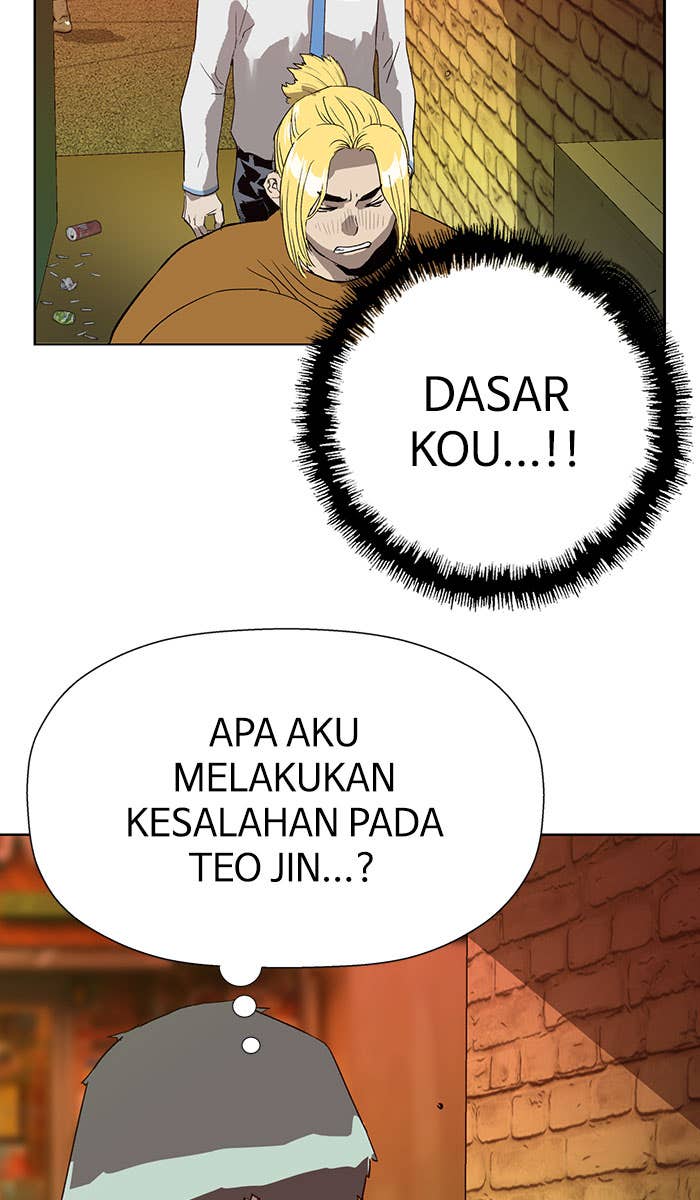 DASAR
KOU...!!
APA AKU
MELAKUKAN
KESALAHAN PADA
TEO JIN...?